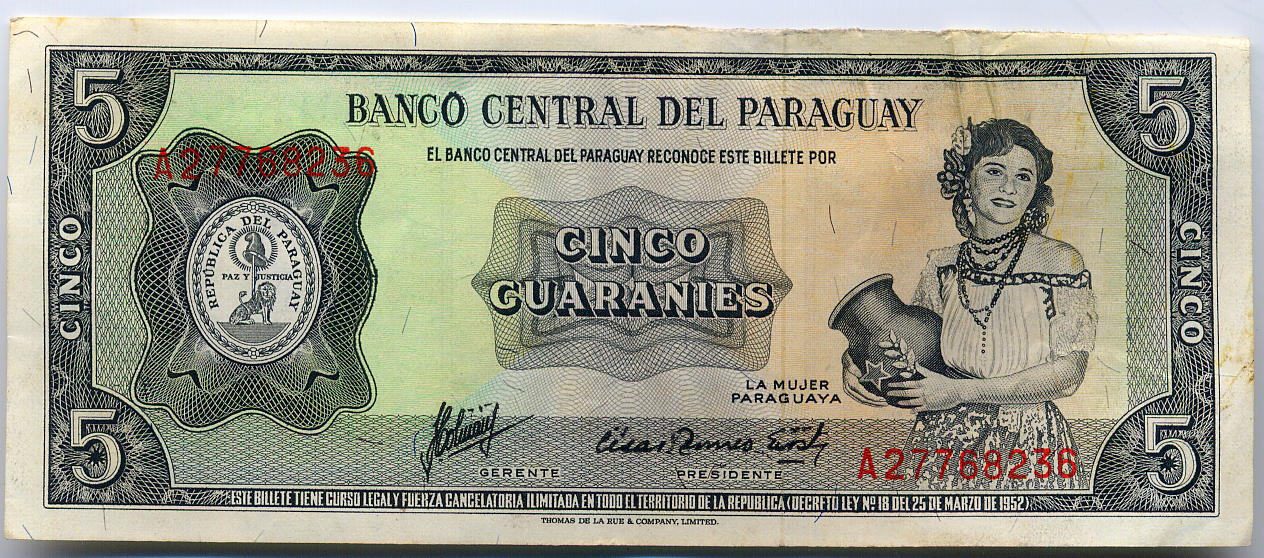 5
5
BANCO CENTRAL DEL PARAGUAY
EL BANCO CENTRAL DEL PARAGUAY RECONOCE ESTE BILLETE POR
A27768236
REPUBLICA DEL PARAGUAY
PAZ Y JUSTICIA
CINCO
CINCO
GUARANIES
CINCO
LA MUJER
PARAGUAYA
5
GERENTE
PRESIDENTE
A27768236
5
ESTE BILLETE TIENE CURSO LEGAL Y FUERZA CANCELATORIA ILIMITADA EN TODO EL TERRITORIO DE LA REPUBLICA (DECRETO LEY Nº 18 DEL 25 DE MARZO DE 1952)
THOMAS DE LA RUE & COMPANY, LIMITED.